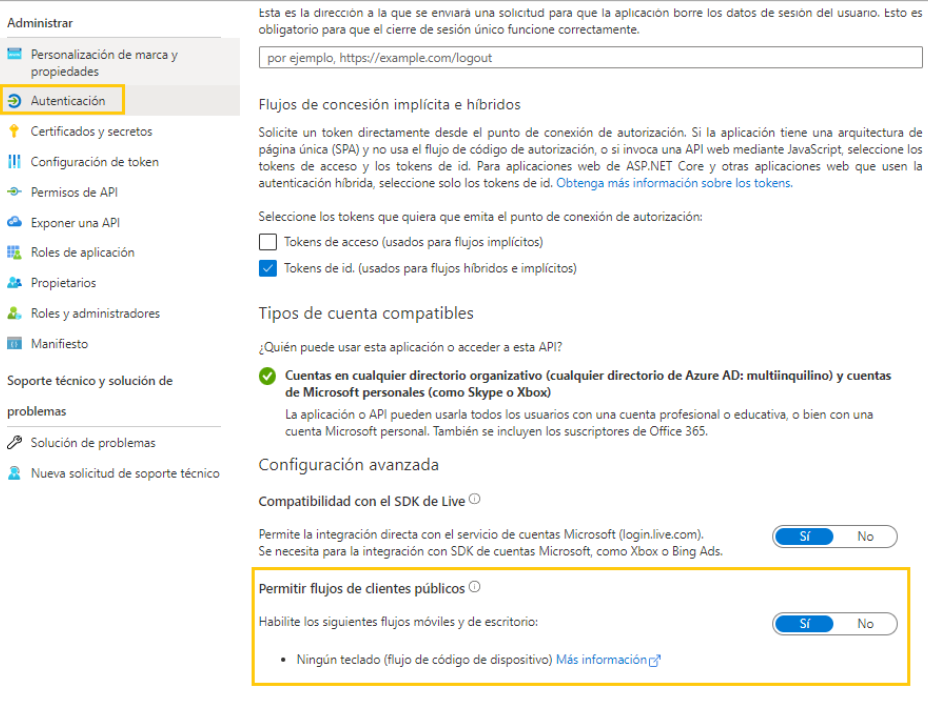 Administrar
Personalización de marca y
propiedades
Autenticación
Certificados y secretos
Configuración de token
Permisos de API
Exponer una API
Roles de aplicación
Propietarios
Roles y administradores
Manifiesto
Soporte técnico y solución de
problemas
Solución de problemas
Nueva solicitud de soporte técnico
Esta es la dirección a la que se enviará una solicitud para que la aplicación borre los datos de sesión del usuario. Esto es
obligatorio para que el cierre de sesión único funcione correctamente.
por ejemplo, https://example.com/logout
Flujos de concesión implícita e híbridos
Solicite un token directamente desde el punto de conexión de autorización. Si la aplicación tiene una arquitectura de
página única (SPA) y no usa el flujo de código de autorización, o si invoca una API web mediante JavaScript, seleccione los
tokens de acceso y los tokens de id. Para aplicaciones web de ASP.NET Core y otras aplicaciones web que usen la
autenticación híbrida, seleccione solo los tokens de id. Obtenga más información sobre los tokens.
Seleccione los tokens que quiera que emita el punto de conexión de autorización:
Tokens de acceso (usados para flujos implícitos)
Tokens de id. (usados para flujos híbridos e implícitos)
Tipos de cuenta compatibles
¿Quién puede usar esta aplicación o acceder a esta API?
Cuentas en cualquier directorio organizativo (cualquier directorio de Azure AD: multiinquilino) y cuentas
de Microsoft personales (como Skype o Xbox)
La aplicación o API pueden usarla todos los usuarios con una cuenta profesional o educativa, o bien con una
cuenta Microsoft personal. También se incluyen los suscriptores de Office 365.
Configuración avanzada
Compatibilidad con el SDK de Live
Permite la integración directa con el servicio de cuentas Microsoft (login.live.com).
Se necesita para la integración con SDK de cuentas Microsoft, como Xbox o Bing Ads.
Sí No
Permitir flujos de clientes públicos
Habilite los siguientes flujos móviles y de escritorio:
Sí No
• Ningún teclado (flujo de código de dispositivo) Más información